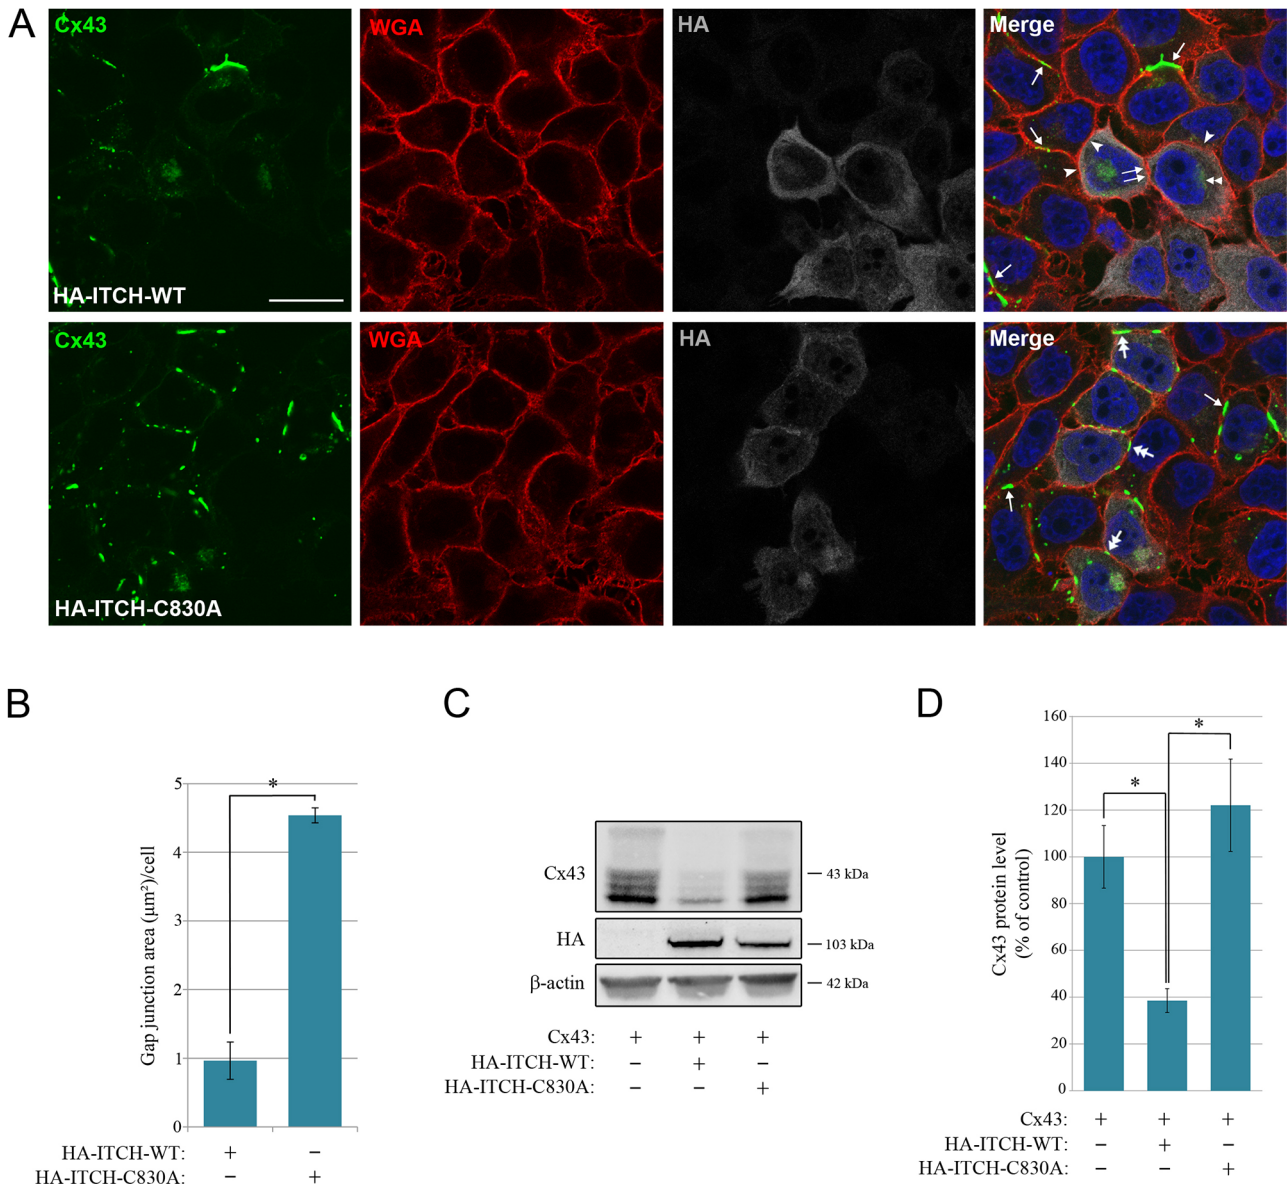 A
Cx43
WGA
HA
Merge
HA-ITCH-WT
Cx43
WGA
HA
Merge
HA-ITCH-C830A
B
Gap junction area (μm²)/cell
5
4
3
2
1
0
*
HA-ITCH-WT: + −
HA-ITCH-C830A: − +
C
Cx43
43 kDa
HA
103 kDa
β-actin
42 kDa
Cx43: + + +
HA-ITCH-WT: − + −
HA-ITCH-C830A: − − +
D
Cx43 protein level
(% of control)
160
140
120
100
80
60
40
20
0
*
*
Cx43: + + +
HA-ITCH-WT: − + −
HA-ITCH-C830A: − − +